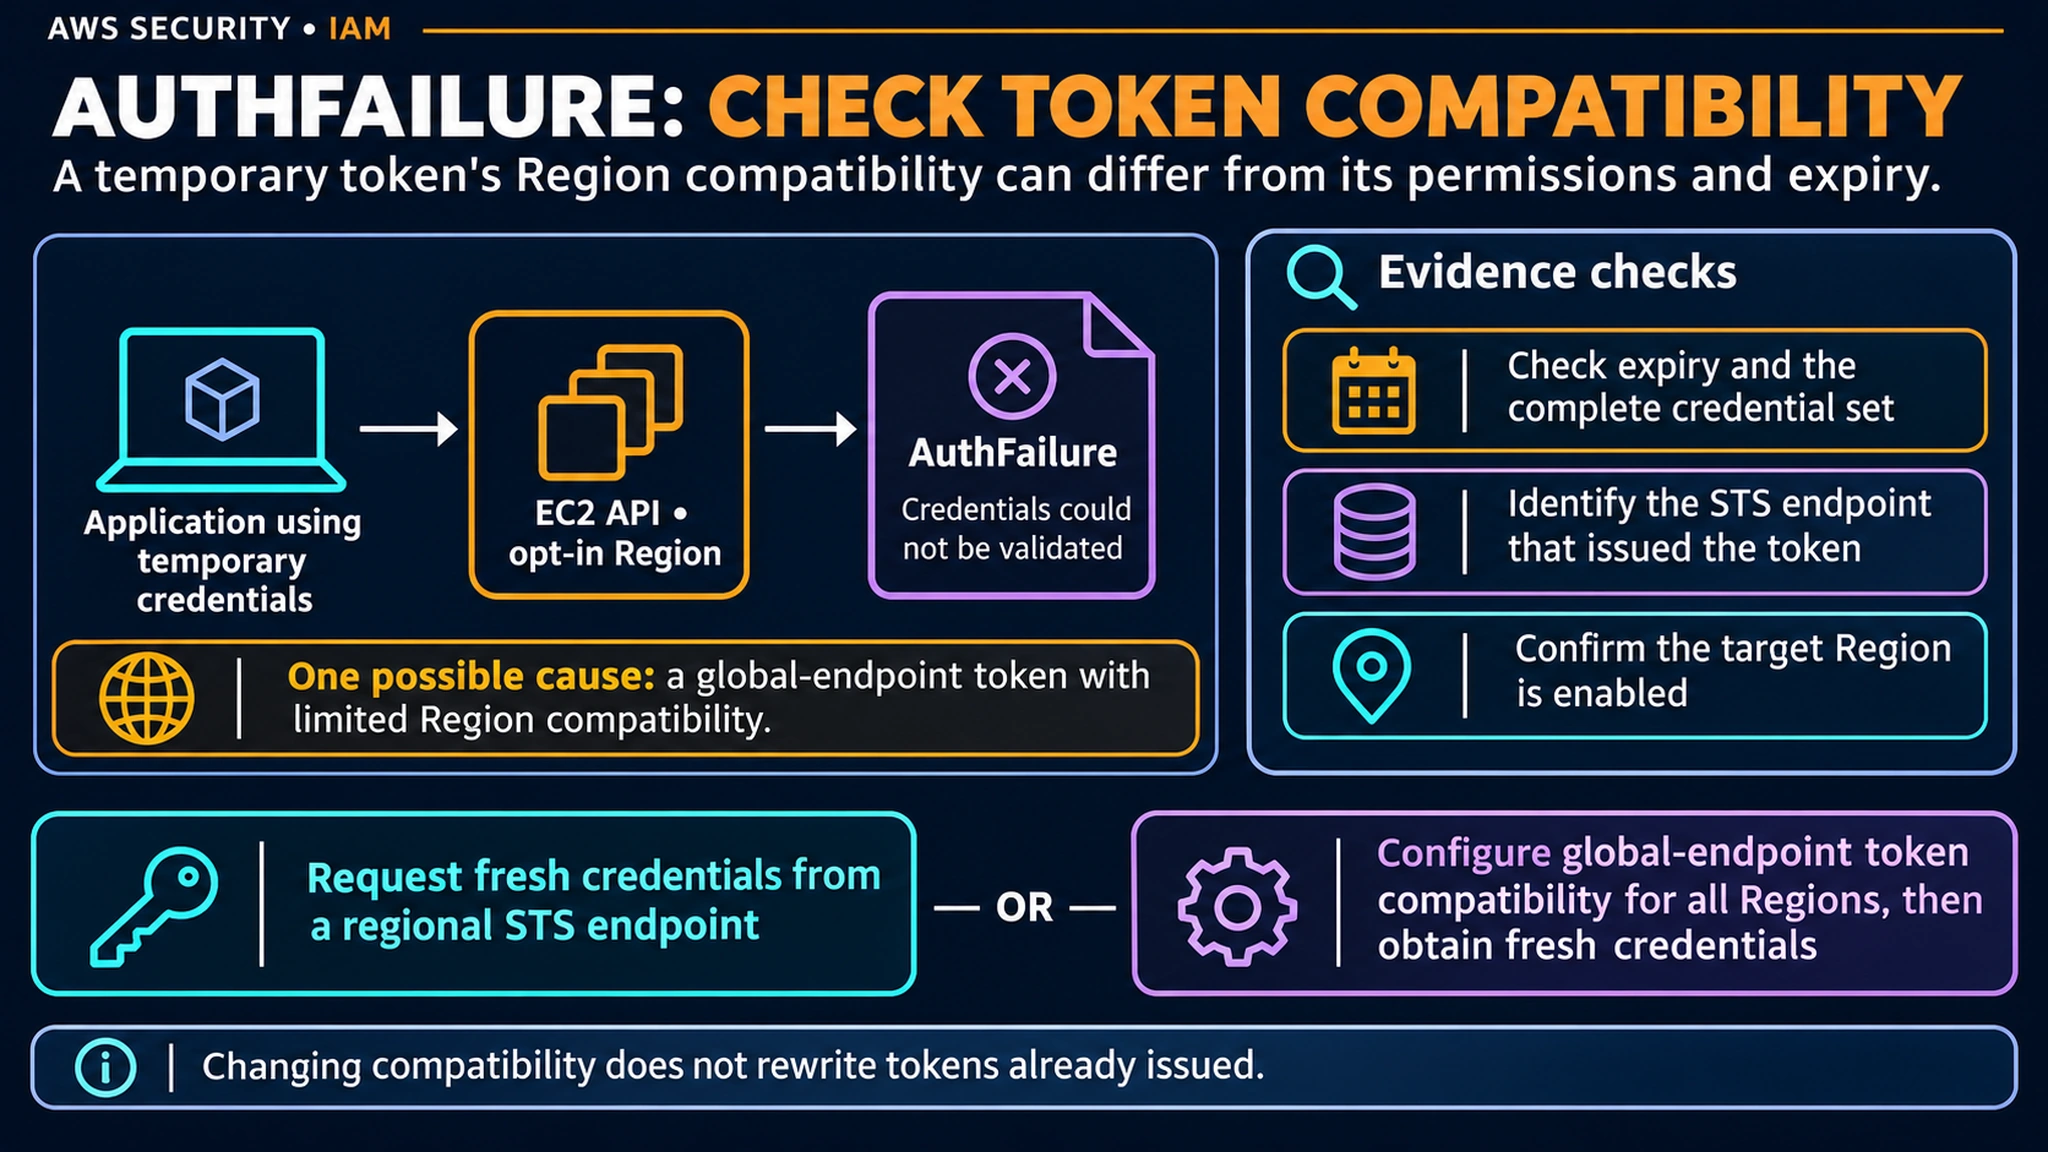 AWS SECURITY • IAM
AUTHFAILURE: CHECK TOKEN COMPATIBILITY
A temporary token's Region compatibility can differ from its permissions and expiry.
Application using
temporary
credentials
EC2 API •
opt-in Region
AuthFailure
Credentials could
not be validated
One possible cause: a global-endpoint token with
limited Region compatibility.
Evidence checks
Check expiry and the
complete credential set
Identify the STS endpoint
that issued the token
Confirm the target Region
is enabled
Request fresh credentials from
a regional STS endpoint
— OR —
Configure global-endpoint token
compatibility for all Regions, then
obtain fresh credentials
Changing compatibility does not rewrite tokens already issued.